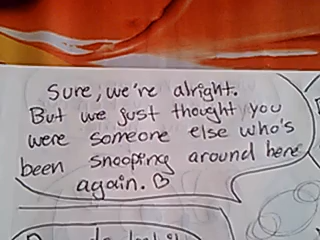 Sure, we're alright.
But we just thought you
were someone else who's
been snooping around here
again. ♡